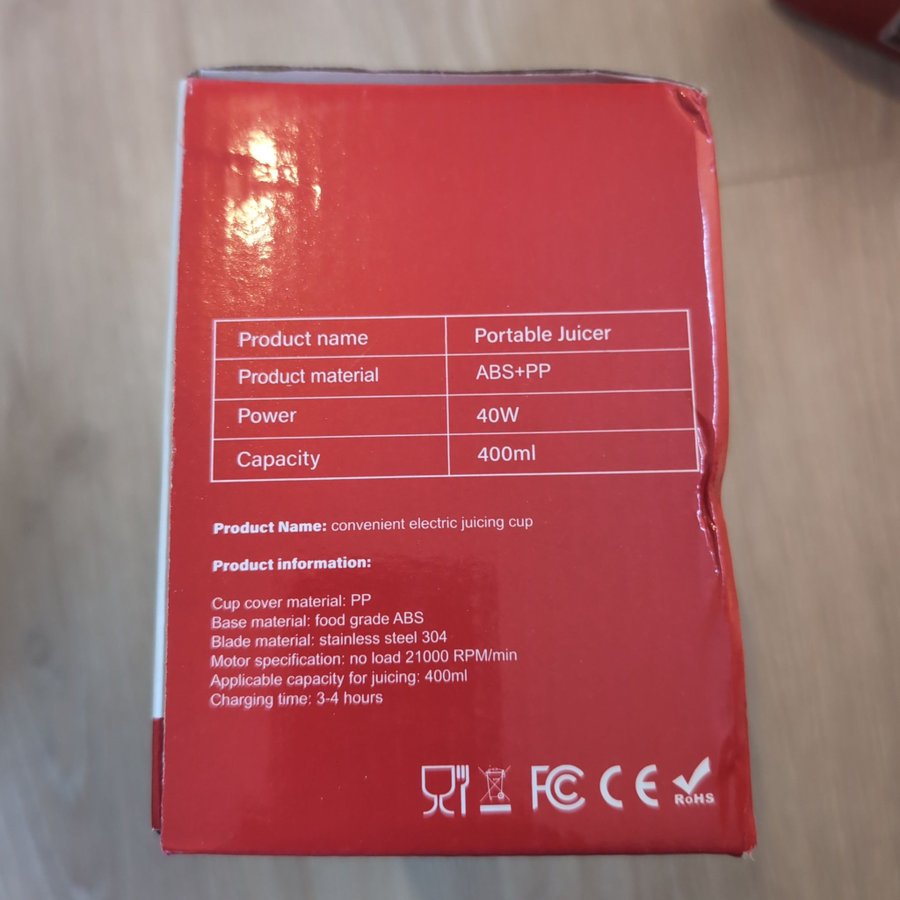 Product name Portable Juicer
Product material ABS+PP
Power 40W
Capacity 400ml
Product Name: convenient electric juicing cup
Product information:
Cup cover material: PP
Base material: food grade ABS
Blade material: stainless steel 304
Motor specification: no load 21000 RPM/min
Applicable capacity for juicing: 400ml
Charging time: 3-4 hours
FC CE RoHS